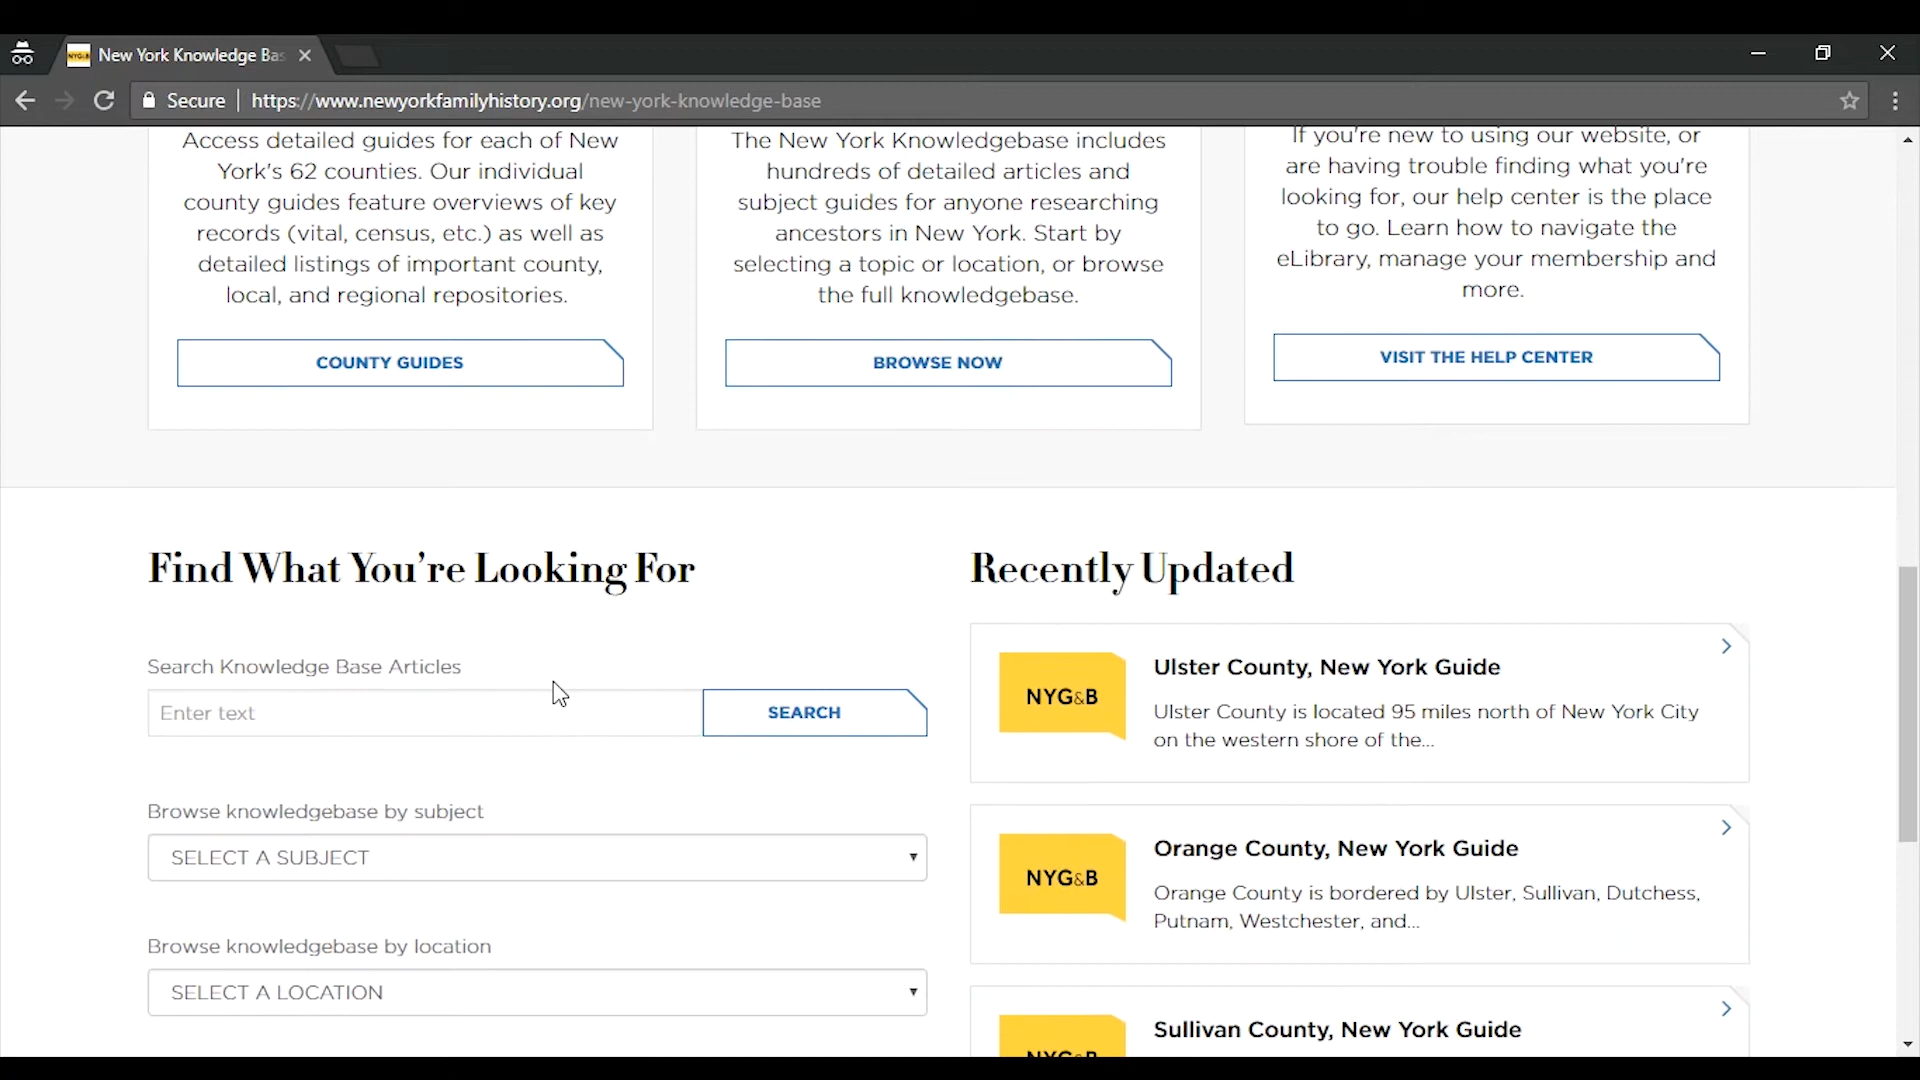 New York Knowledge Bas
Secure
https://www.newyorkfamilyhistory.org/new-york-knowledge-base
Access detailed guides for each of New
York's 62 counties. Our individual
county guides feature overviews of key
records (vital, census, etc.) as well as
detailed listings of important county,
local, and regional repositories.
COUNTY GUIDES
The New York Knowledgebase includes
hundreds of detailed articles and
subject guides for anyone researching
ancestors in New York. Start by
selecting a topic or location, or browse
the full knowledgebase.
BROWSE NOW
If you're new to using our website, or
are having trouble finding what you're
looking for, our help center is the place
to go. Learn how to navigate the
eLibrary, manage your membership and
more.
VISIT THE HELP CENTER
Find What You're Looking For
Search Knowledge Base Articles
Enter text
SEARCH
Browse knowledgebase by subject
SELECT A SUBJECT
Browse knowledgebase by location
SELECT A LOCATION
Recently Updated
NYG&B
Ulster County, New York Guide
Ulster County is located 95 miles north of New York City
on the western shore of the...
NYG&B
Orange County, New York Guide
Orange County is bordered by Ulster, Sullivan, Dutchess,
Putnam, Westchester, and...
NYG&B
Sullivan County, New York Guide